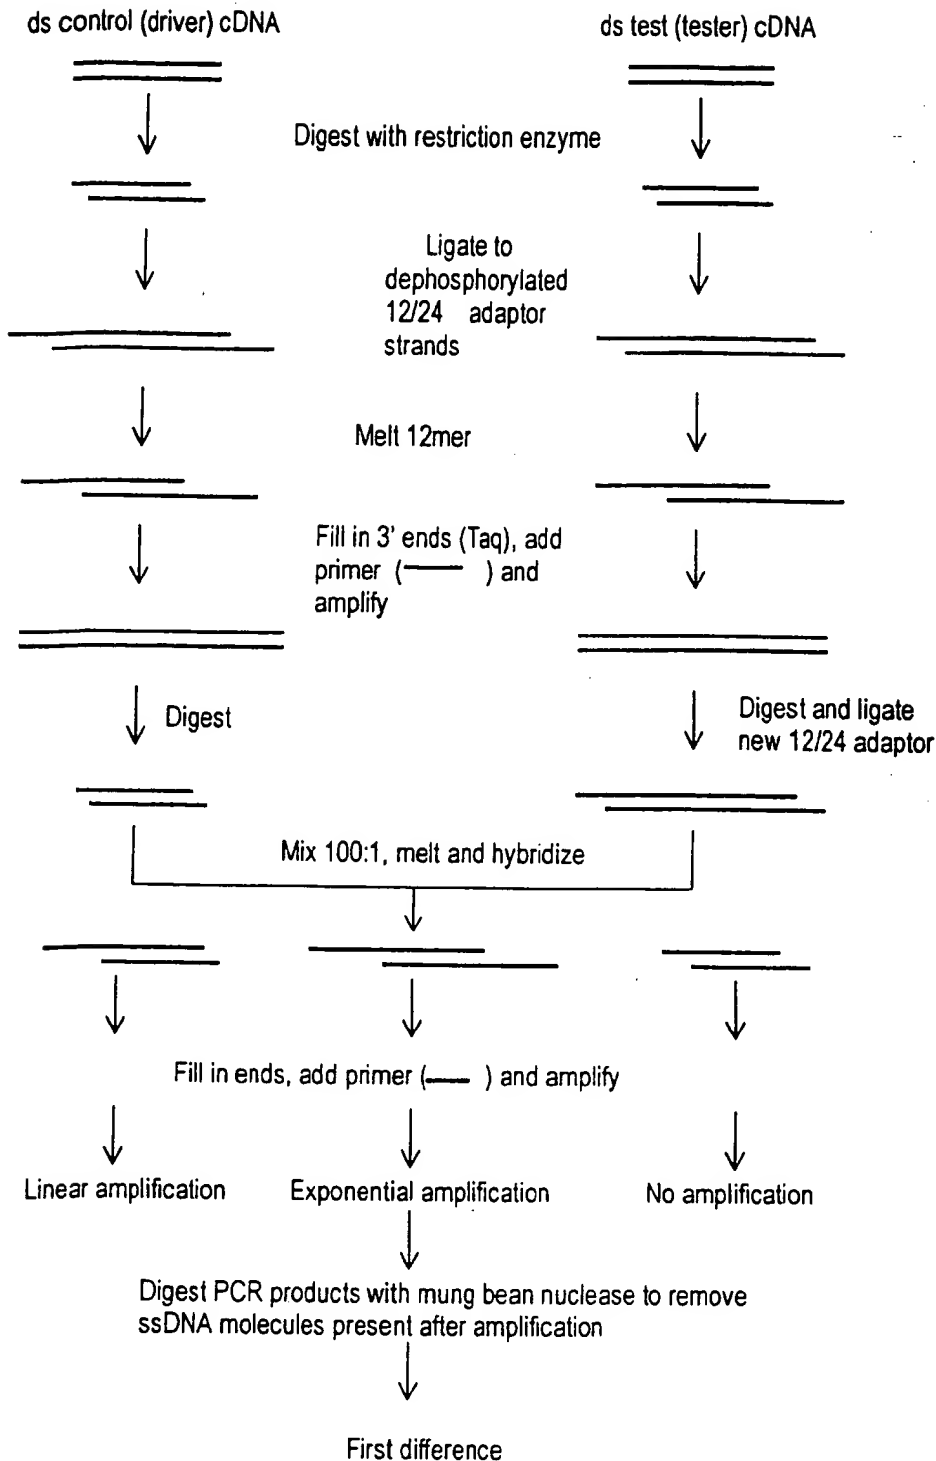 ds control (driver) cDNA
ds test (tester) cDNA
Digest with restriction enzyme
Ligate to
dephosphorylated
12/24 adaptor
strands
Melt 12mer
Fill in 3' ends (Taq), add
primer ( ) and
amplify
Digest
Digest and ligate
new 12/24 adaptor
Mix 100:1, melt and hybridize
Fill in ends, add primer ( ) and amplify
Linear amplification
Exponential amplification
No amplification
Digest PCR products with mung bean nuclease to remove
ssDNA molecules present after amplification
First difference